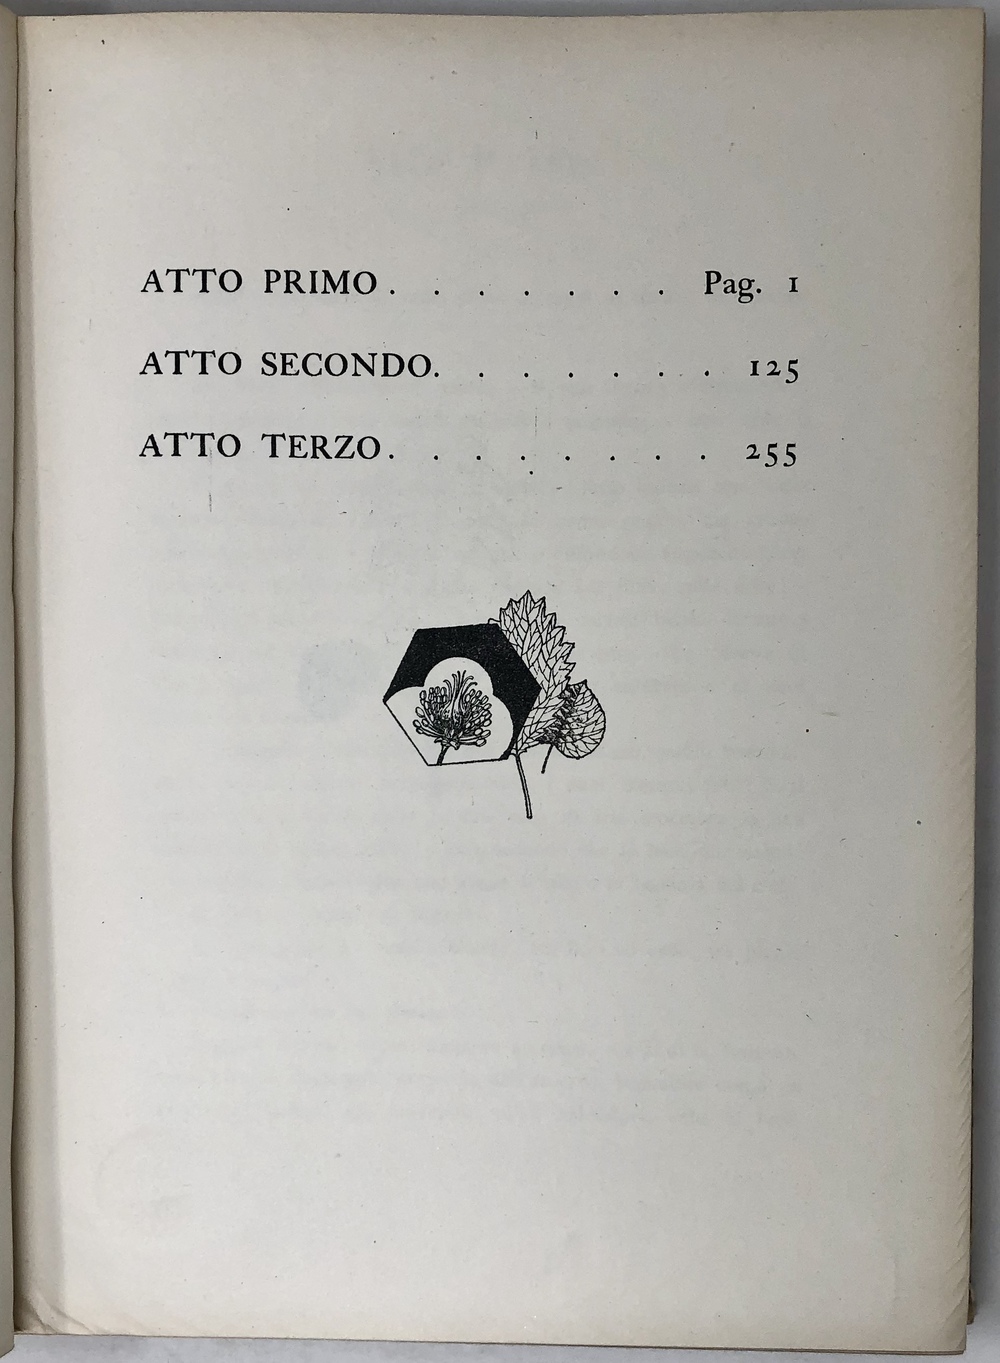 ATTO PRIMO . . . . . . . Pag. 1
ATTO SECONDO. . . . . . . . 125
ATTO TERZO . . . . . . . . 255